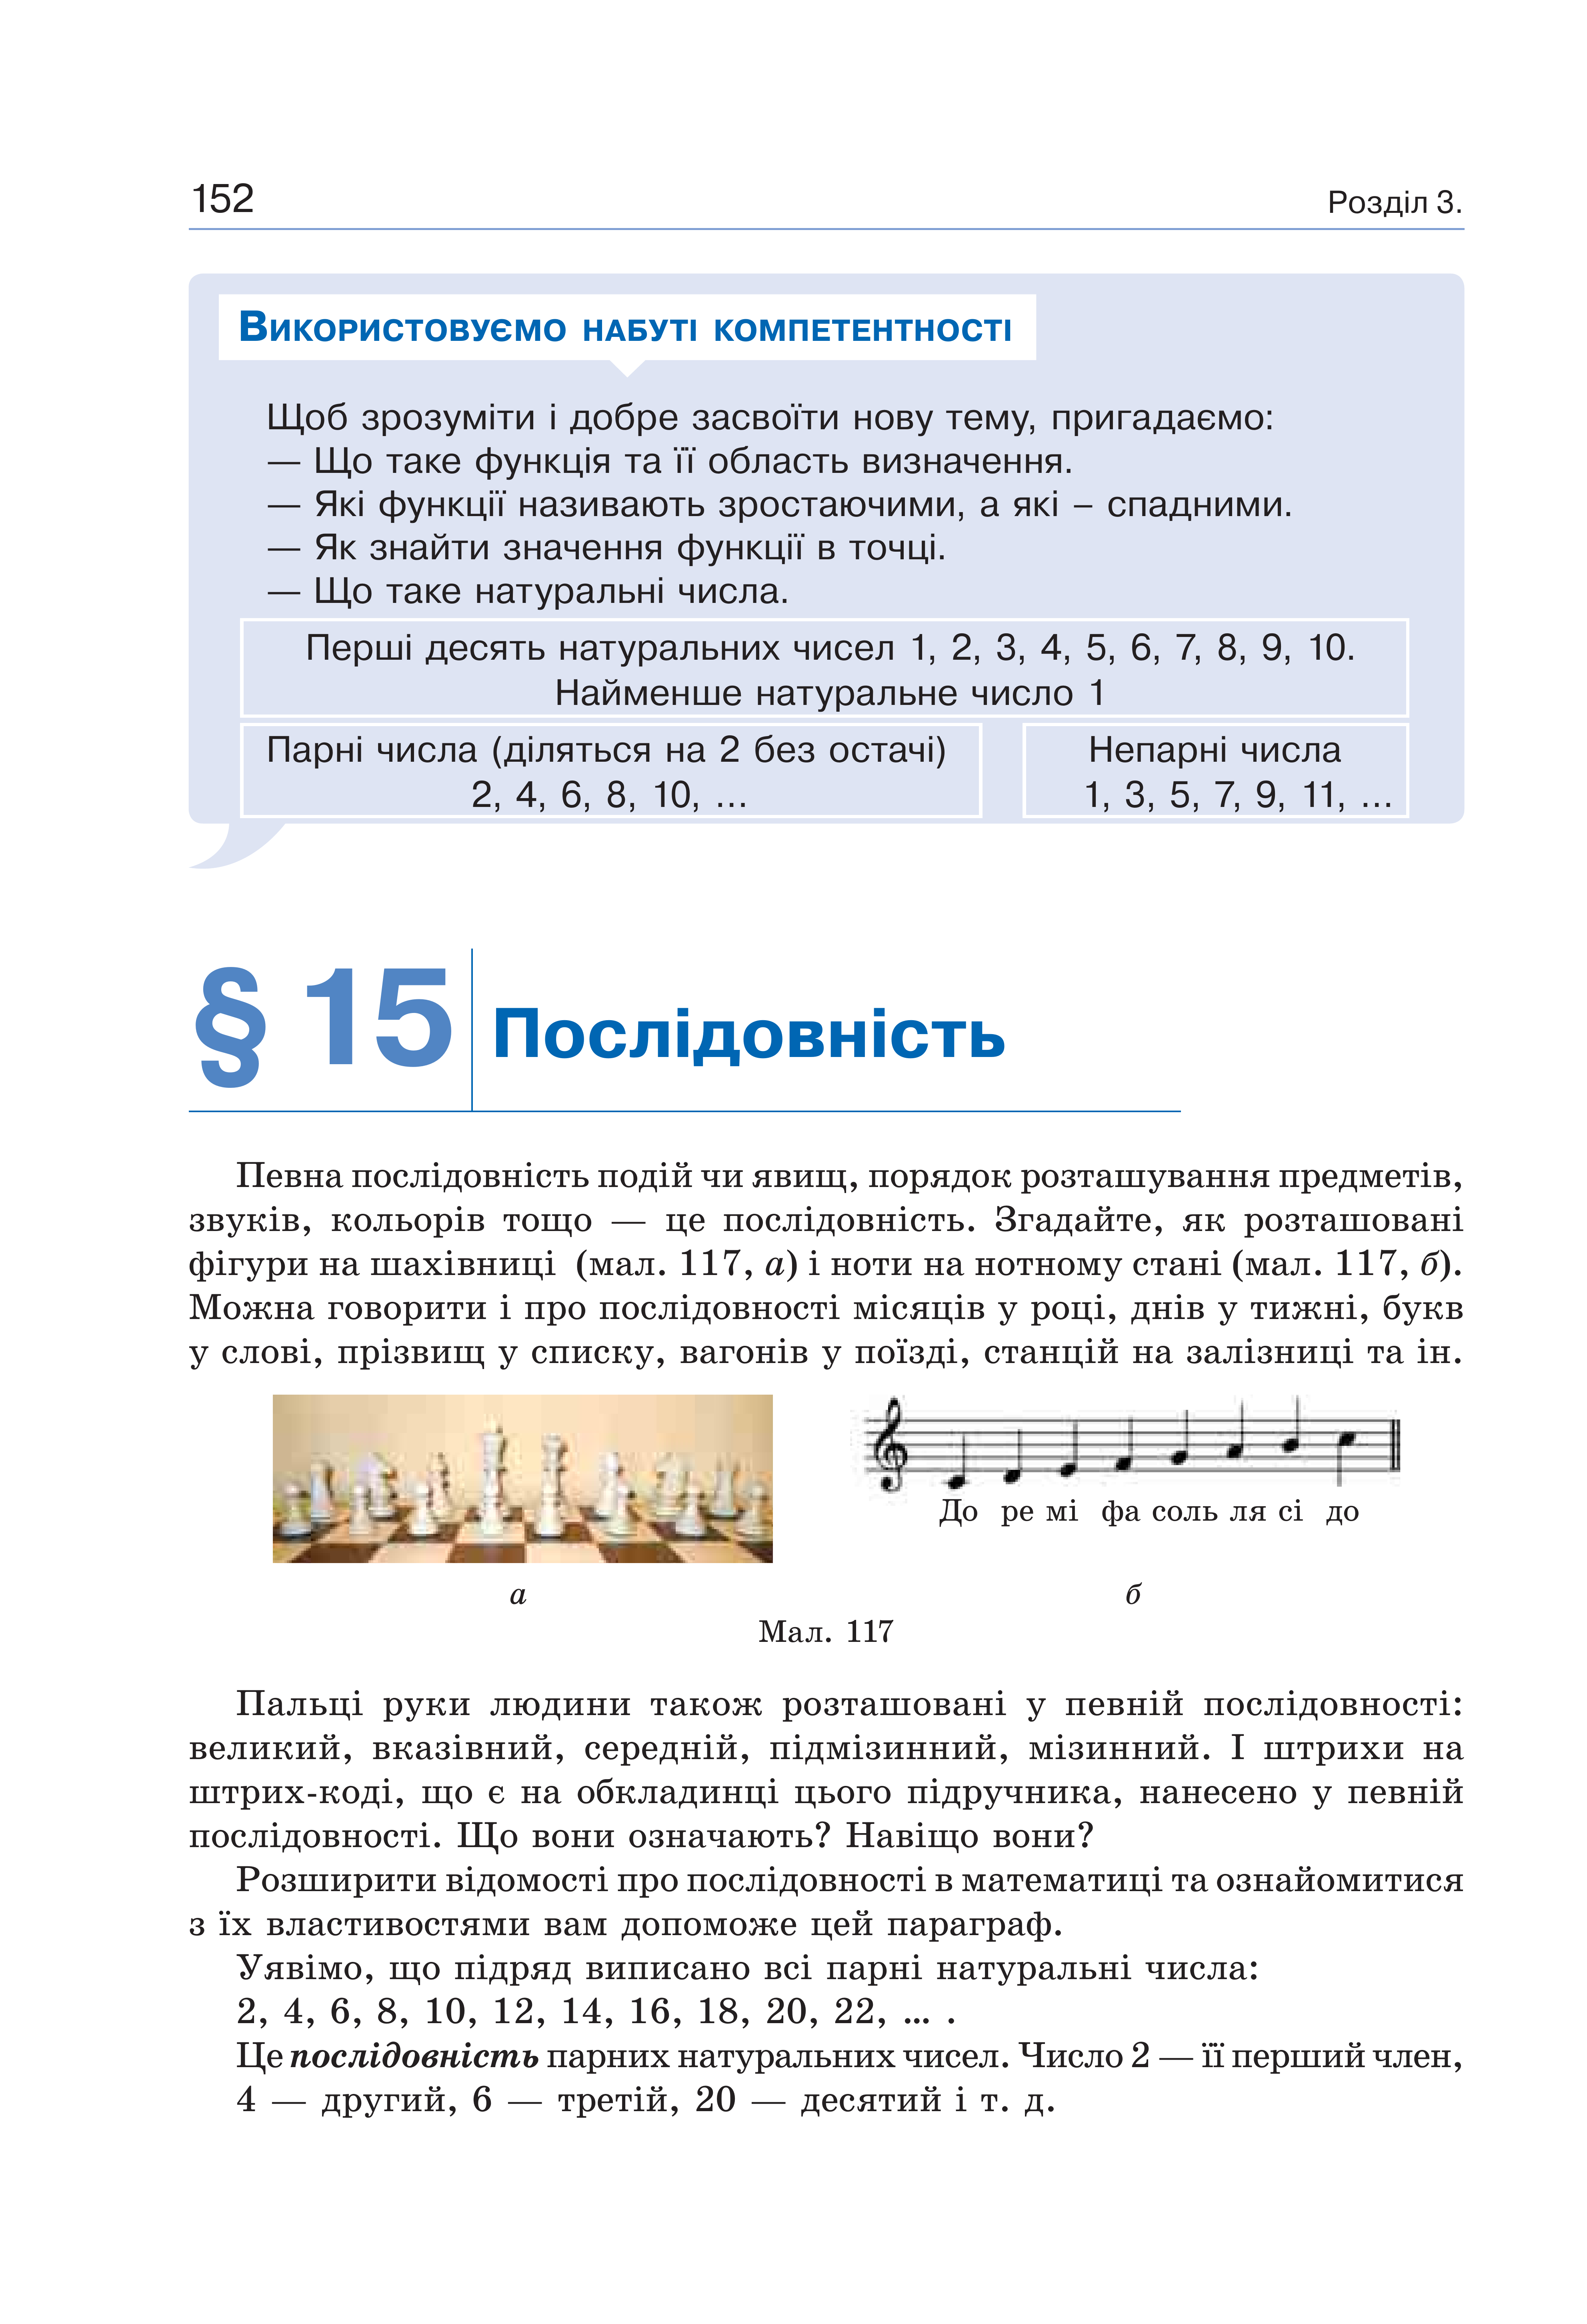 152
Розділ 3.
Використовуємо набуті компетентності
Щоб зрозуміти і добре засвоїти нову тему, пригадаємо:
— Що таке функція та її область визначення.
— Які функції називають зростаючими, а які – спадними.
— Як знайти значення функції в точці.
— Що таке натуральні числа.
Перші десять натуральних чисел 1, 2, 3, 4, 5, 6, 7, 8, 9, 10.
Найменше натуральне число 1
Парні числа (діляться на 2 без остачі)
2, 4, 6, 8, 10, ...
Непарні числа
1, 3, 5, 7, 9, 11, ...
§ 15
Послідовність
Певна послідовність подій чи явищ, порядок розташування предметів,
звуків, кольорів тощо — це послідовність. Згадайте, як розташовані
фігури на шахівниці (мал. 117, а) і ноти на нотному стані (мал. 117, б).
Можна говорити і про послідовності місяців у році, днів у тижні, букв
у слові, прізвищ у списку, вагонів у поїзді, станцій на залізниці та ін.
До ре мі фа соль ля сі до
а
б
Мал. 117
Пальці руки людини також розташовані у певній послідовності:
великий, вказівний, середній, підмізинний, мізинний. І штрихи на
штрих-коді, що є на обкладинці цього підручника, нанесено у певній
послідовності. Що вони означають? Навіщо вони?
Розширити відомості про послідовності в математиці та ознайомитися
з їх властивостями вам допоможе цей параграф.
Уявімо, що підряд виписано всі парні натуральні числа:
2, 4, 6, 8, 10, 12, 14, 16, 18, 20, 22, ... .
Це послідовність парних натуральних чисел. Число 2 — її перший член,
4 — другий, 6 — третій, 20 — десятий і т. д.